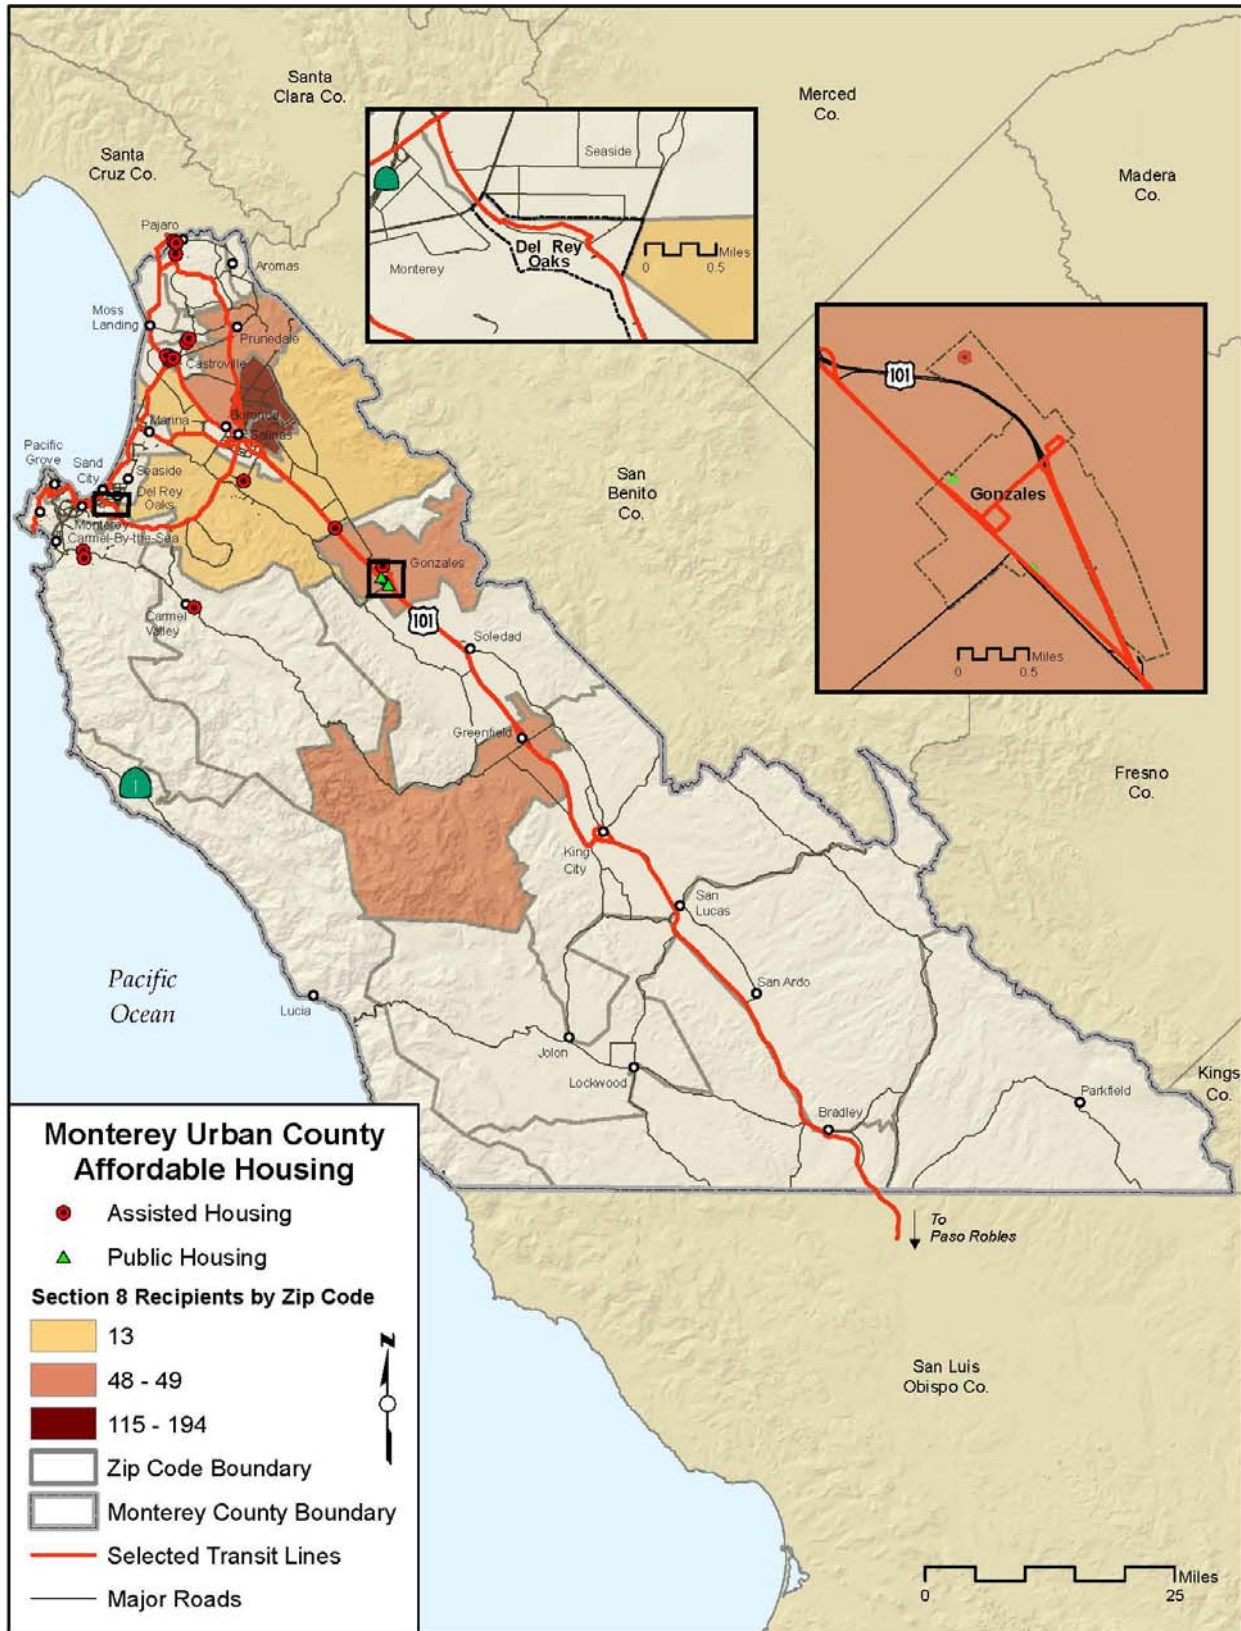 Santa
Clara Co.
Merced
Co.
Santa
Cruz Co.
Madera
Co.
Seaside
Del Rey
Oaks
Monterey
Miles
0
0.5
Pajaro
Aromas
Moss
Landing
Prunedale
Castroville
101
Gonzales
Miles
0
0.5
Marina
Boronda
Salinas
Pacific
Grove
Sand
City
Seaside
Del Rey
Oaks
Monterey
Carmel-By-the-Sea
San
Benito
Co.
Gonzales
101
Carmel
Valley
Soledad
Greenfield
1
Fresno
Co.
King
City
San
Lucas
Pacific
Ocean
San Ardo
Lucia
Jolon
Lockwood
Kings
Co.
Parkfield
Bradley
To
Paso Robles
San Luis
Obispo Co.
Monterey Urban County
Affordable Housing
Assisted Housing
Public Housing
Section 8 Recipients by Zip Code
13
48 - 49
115 - 194
N
Zip Code Boundary
Monterey County Boundary
Selected Transit Lines
Major Roads
Miles
0
25